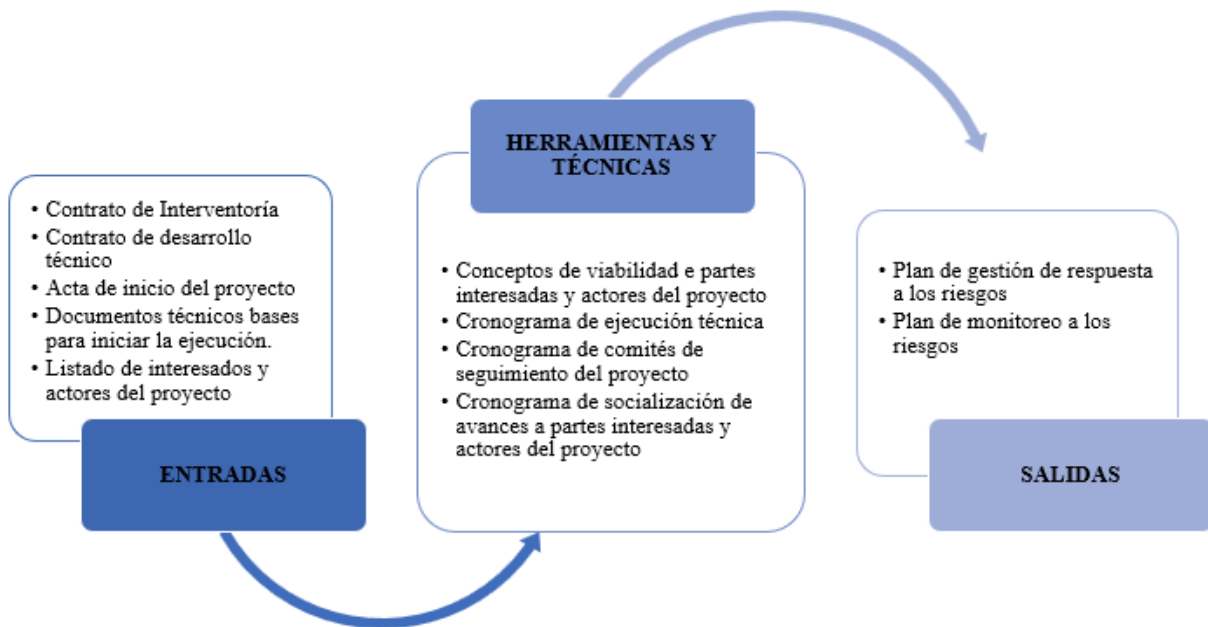 • Contrato de Interventoría
• Contrato de desarrollo
técnico
• Acta de inicio del proyecto
• Documentos técnicos bases
para iniciar la ejecución.
• Listado de interesados y
actores del proyecto
ENTRADAS
HERRAMIENTAS Y
TÉCNICAS
• Conceptos de viabilidad e partes
interesadas y actores del proyecto
• Cronograma de ejecución técnica
• Cronograma de comités de
seguimiento del proyecto
• Cronograma de socialización de
avances a partes interesadas y
actores del proyecto
• Plan de gestión de respuesta
a los riesgos
• Plan de monitoreo a los
riesgos
SALIDAS